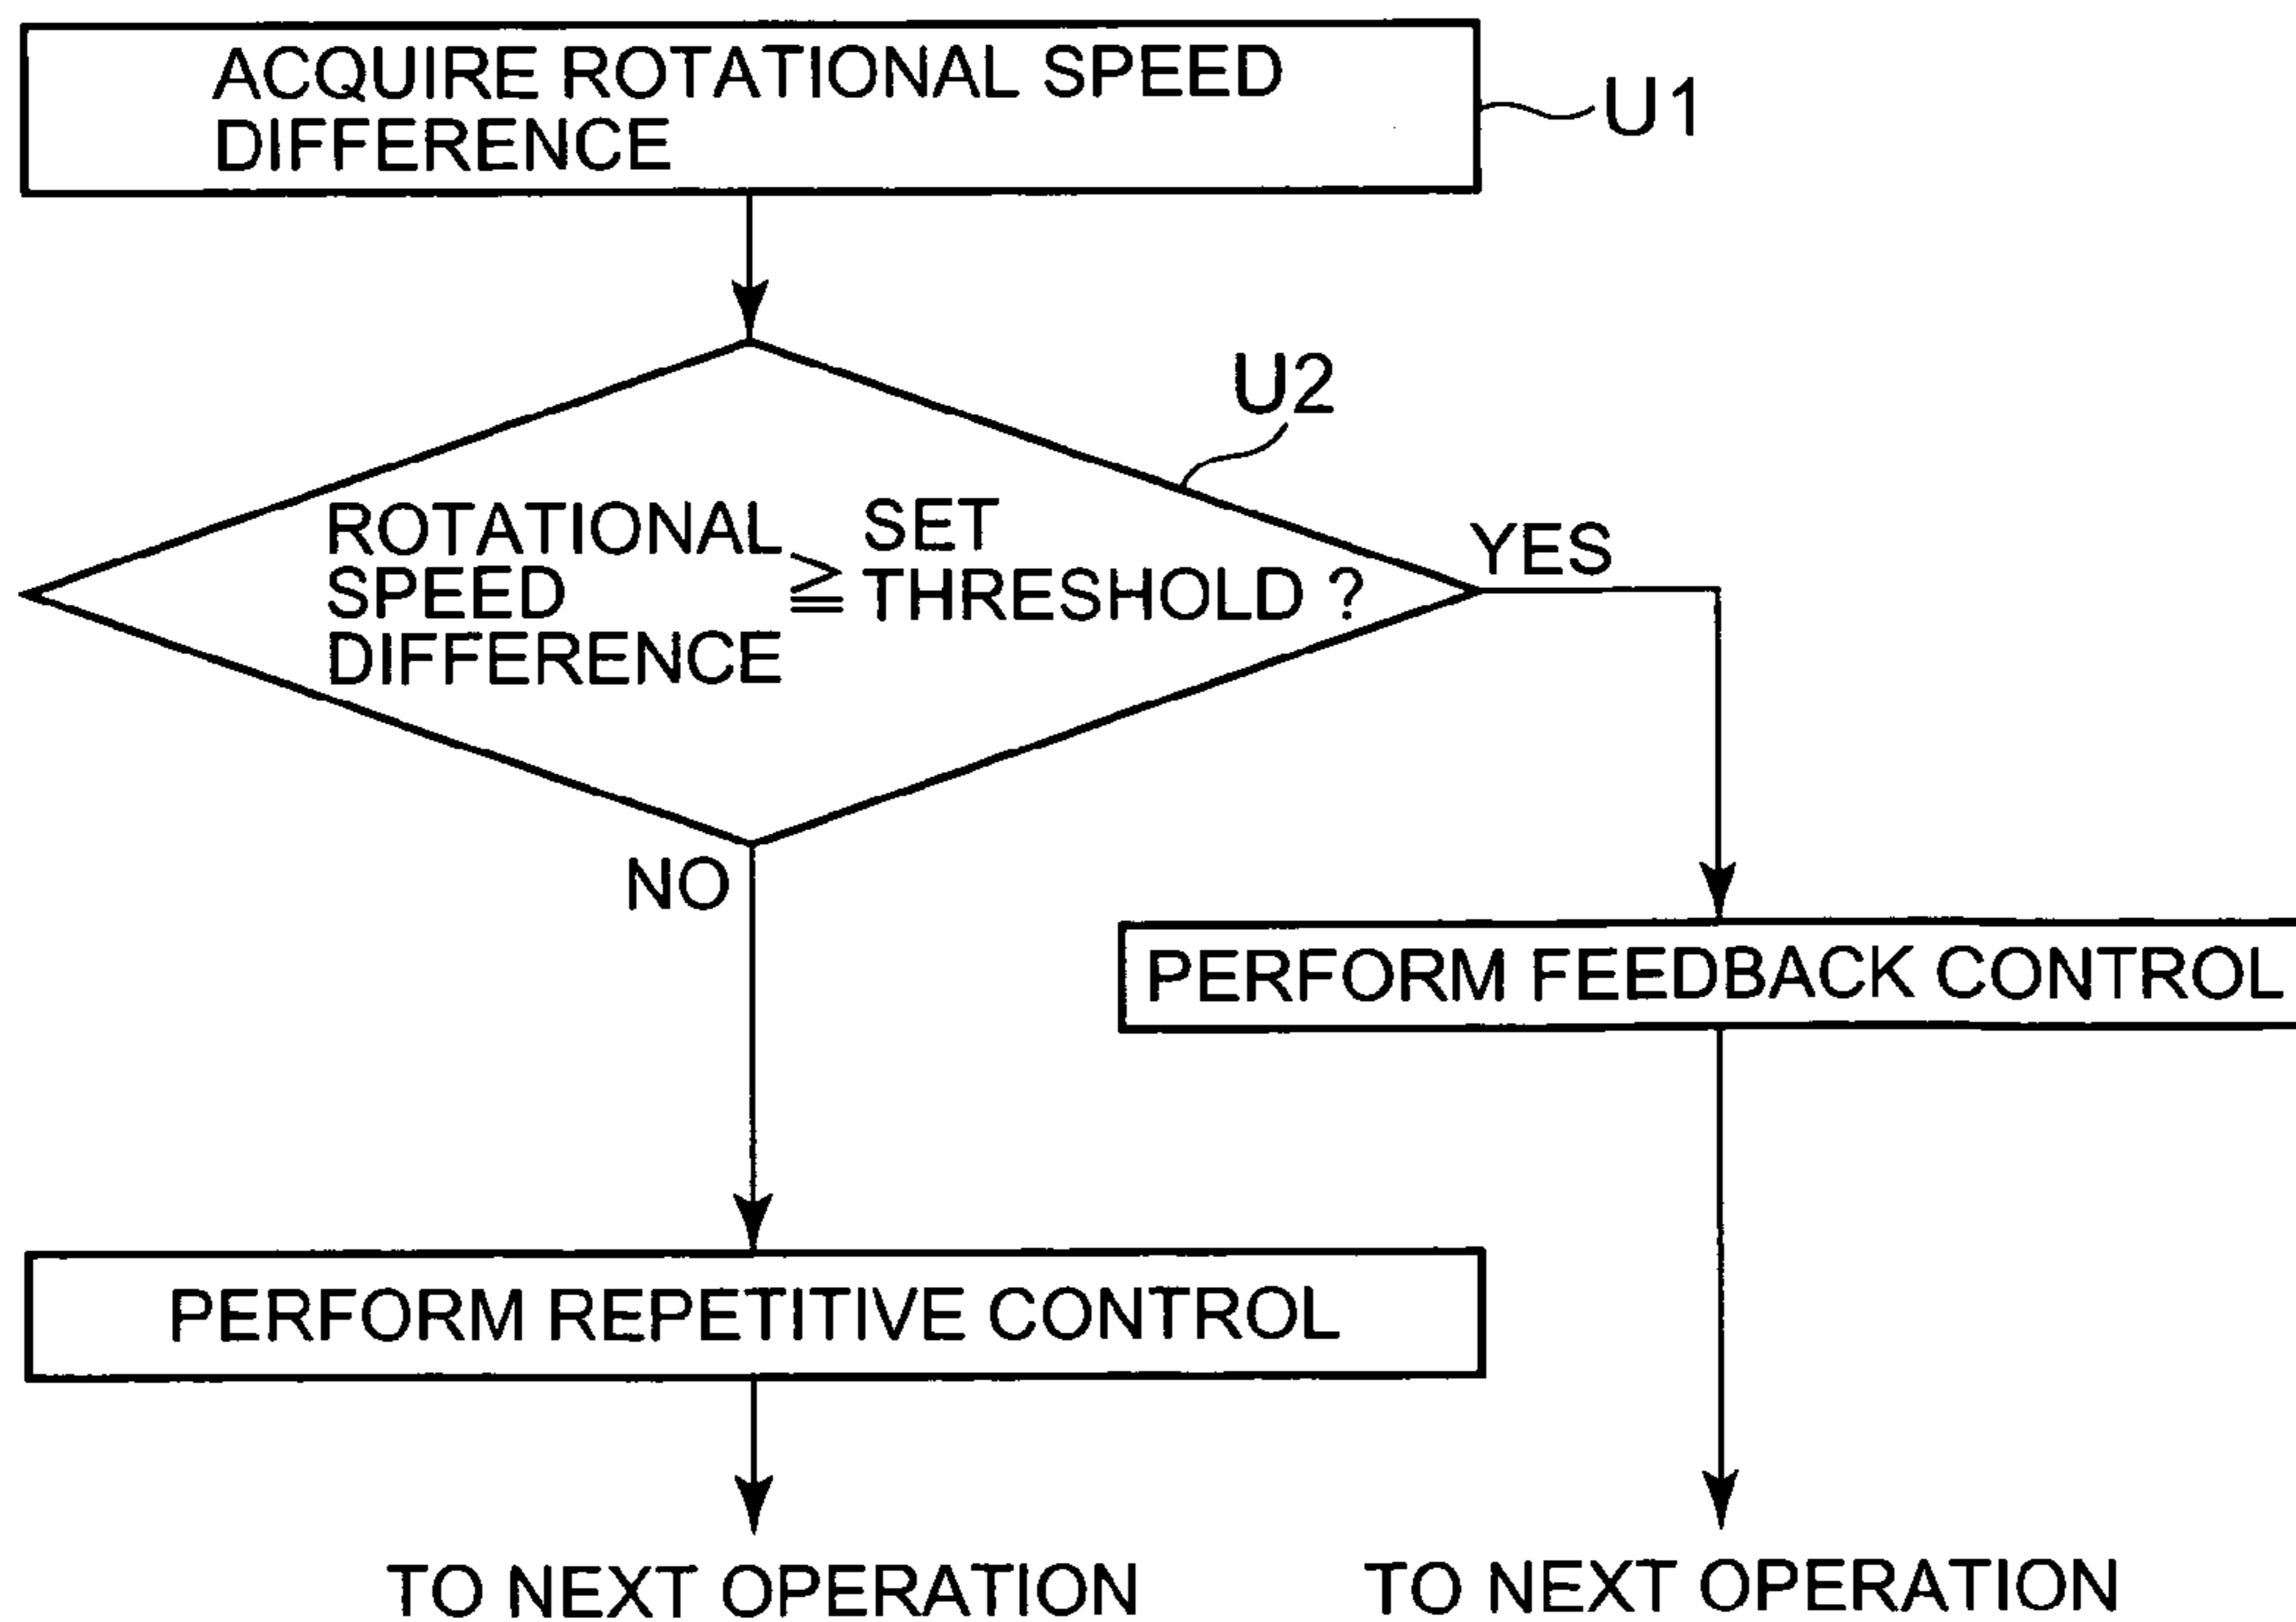 ACQUIRE ROTATIONAL SPEED
DIFFERENCE
U1
U2
ROTATIONAL
SPEED
DIFFERENCE
≧
SET
THRESHOLD ?
YES
NO
PERFORM FEEDBACK CONTROL
PERFORM REPETITIVE CONTROL
TO NEXT OPERATION
TO NEXT OPERATION